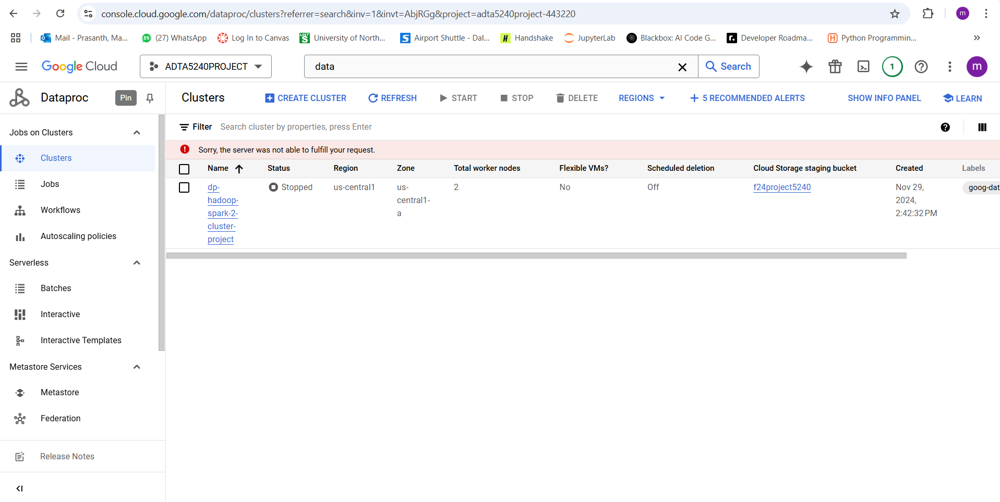 console.cloud.google.com/dataproc/clusters?referrer=search&inv=1&invt=AbjRGg&project=adta5240project-443220
m
Mail - Prasanth, Ma...
89
(27) WhatsApp
Log In to Canvas
UNT
University of North...
S
Airport Shuttle - Dal...
H
Handshake
JupyterLab
Blackbox: AI Code G...
r.
Developer Roadma...
H
Python Programmin...
Google Cloud
ADTA5240PROJECT
data
Search
1
m
Dataproc
Pin
Clusters
CREATE CLUSTER
REFRESH
START
STOP
DELETE
REGIONS
5 RECOMMENDED ALERTS
SHOW INFO PANEL
LEARN
Jobs on Clusters
Clusters
Jobs
Workflows
Autoscaling policies
Serverless
Batches
Interactive
Interactive Templates
Metastore Services
Metastore
Federation
Release Notes
Filter
Search cluster by properties, press Enter
Sorry, the server was not able to fulfill your request.
Name Status Region Zone Total worker nodes Flexible VMs? Scheduled deletion Cloud Storage staging bucket Created Labels
dp- Stopped us-central1 us- 2 No Off f24project5240 Nov 29, goog-dat
hadoop- central1- 2024,
spark-2- a 2:42:32 PM
cluster-
project